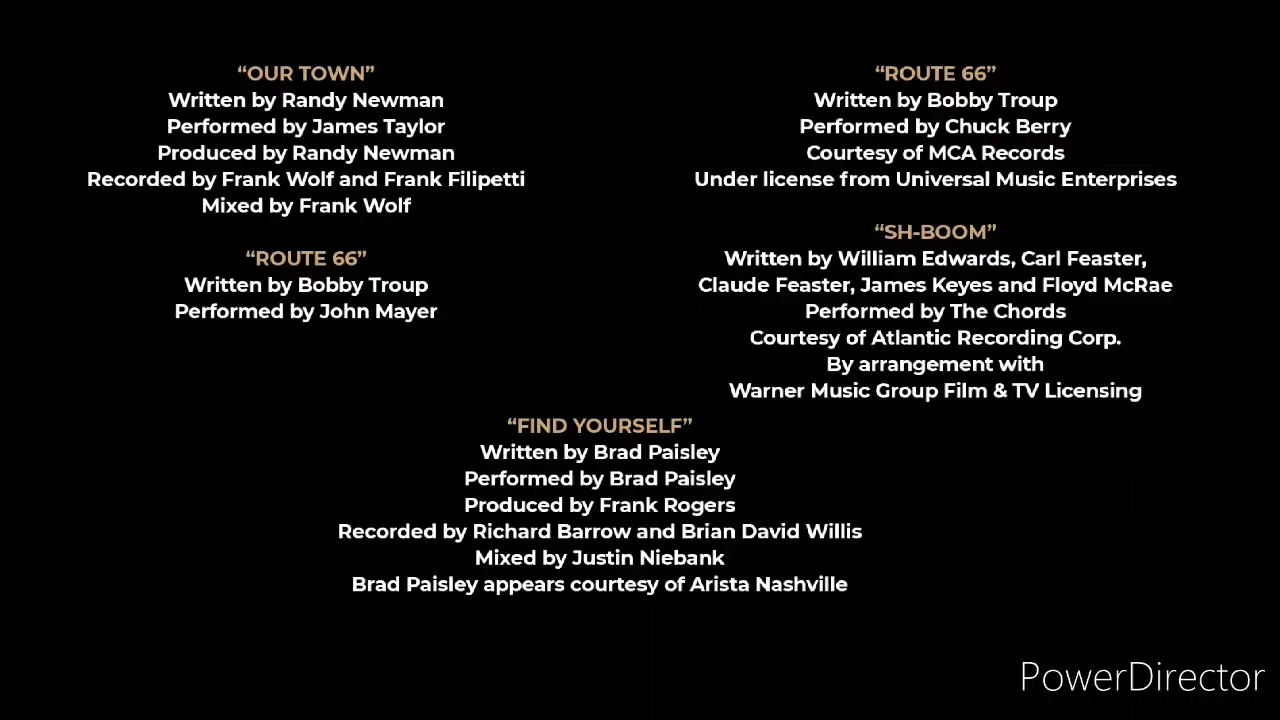 “OUR TOWN”
Written by Randy Newman
Performed by James Taylor
Produced by Randy Newman
Recorded by Frank Wolf and Frank Filipetti
Mixed by Frank Wolf
“ROUTE 66”
Written by Bobby Troup
Performed by John Mayer
“ROUTE 66”
Written by Bobby Troup
Performed by Chuck Berry
Courtesy of MCA Records
Under license from Universal Music Enterprises
“SH-BOOM”
Written by William Edwards, Carl Feaster,
Claude Feaster, James Keyes and Floyd McRae
Performed by The Chords
Courtesy of Atlantic Recording Corp.
By arrangement with
Warner Music Group Film & TV Licensing
“FIND YOURSELF”
Written by Brad Paisley
Performed by Brad Paisley
Produced by Frank Rogers
Recorded by Richard Barrow and Brian David Willis
Mixed by Justin Niebank
Brad Paisley appears courtesy of Arista Nashville
PowerDirector